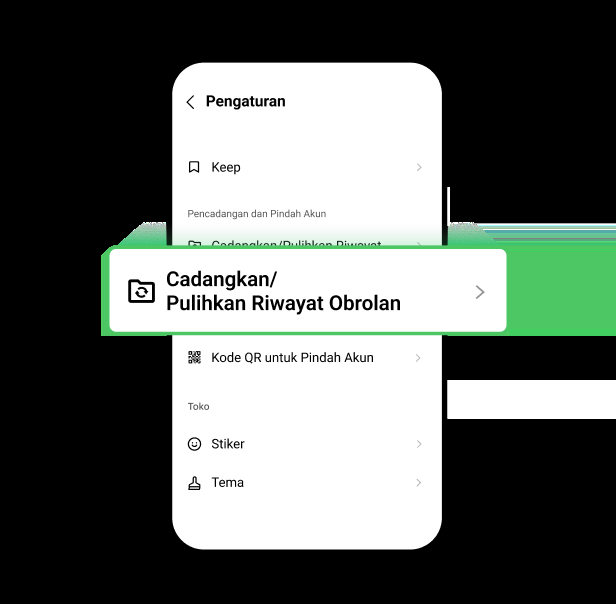 Pengaturan
Keep
Pencadangan dan Pindah Akun
Cadangkan/Pulihkan Riwayat
Cadangkan/
Pulihkan Riwayat Obrolan
Kode QR untuk Pindah Akun
Toko
Stiker
Tema